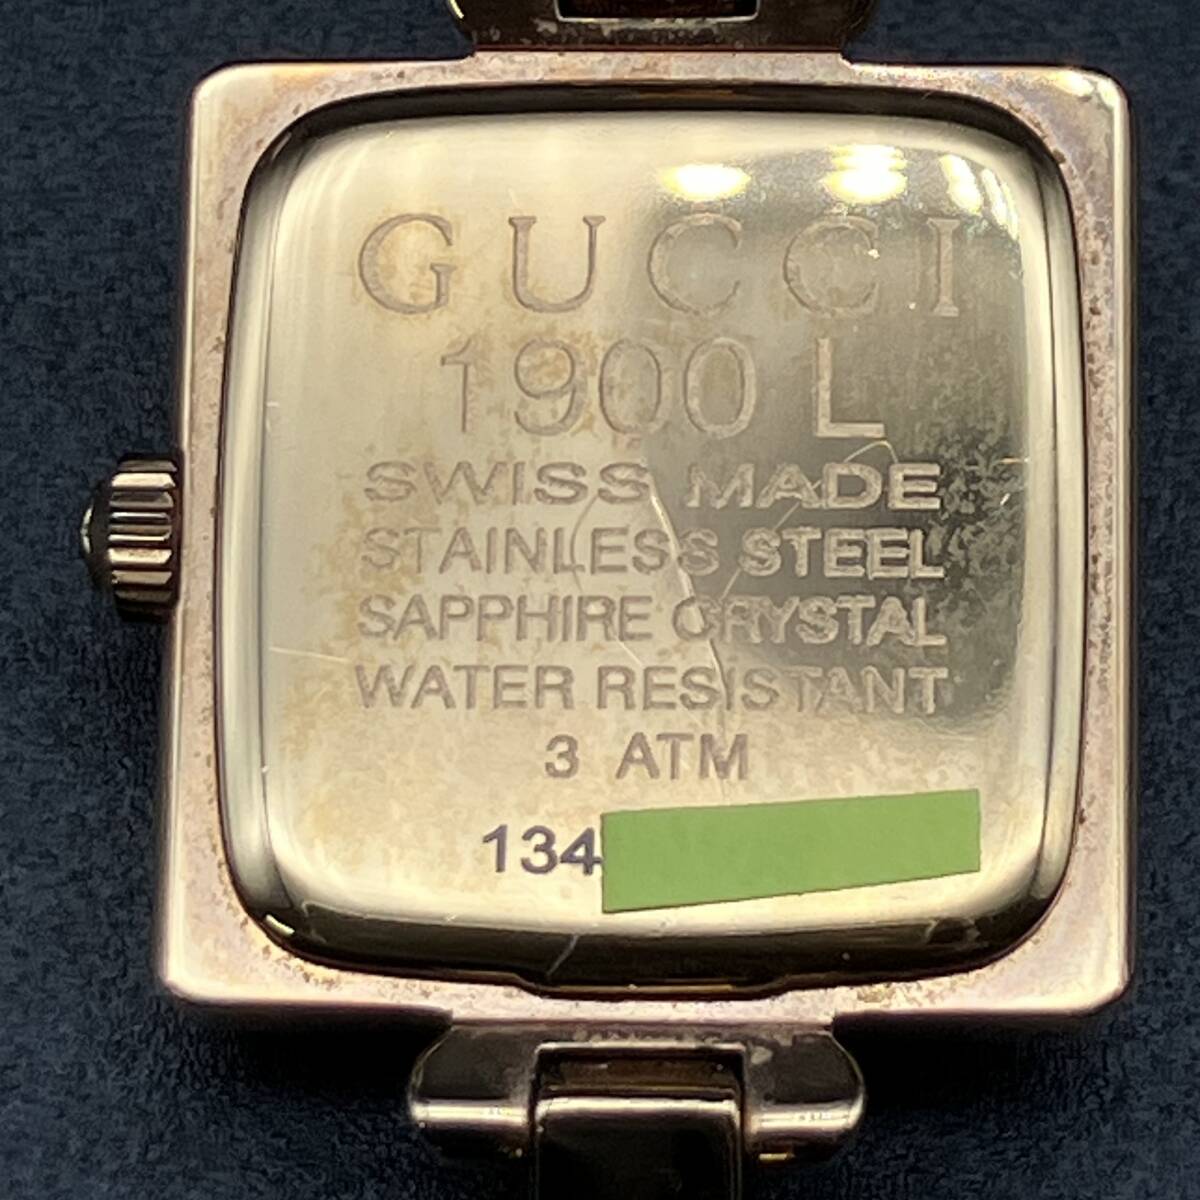 GUCCI
1900 L
SWISS MADE
STAINLESS STEEL
SAPPHIRE CRYSTAL
WATER RESISTANT
3 ATM
134